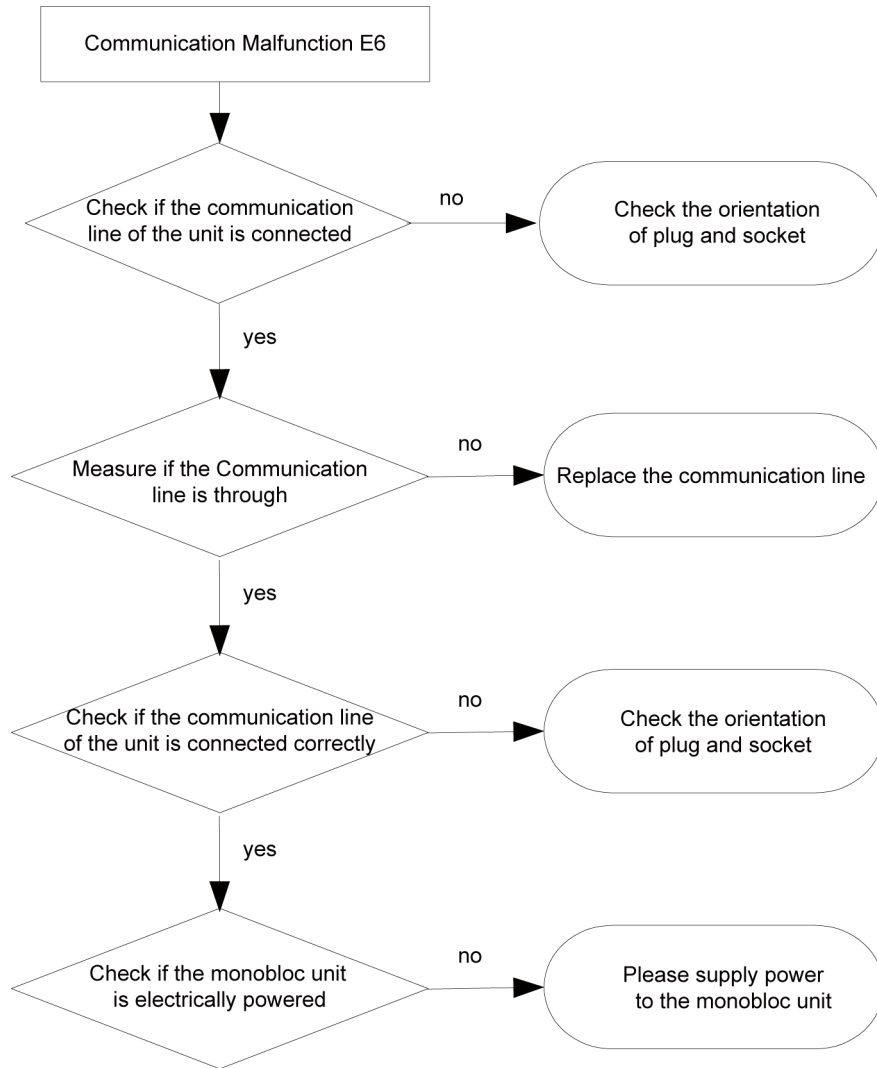 Communication Malfunction E6
Check if the communication
line of the unit is connected
no
Check the orientation
of plug and socket
yes
Measure if the Communication
line is through
no
Replace the communication line
yes
Check if the communication line
of the unit is connected correctly
no
Check the orientation
of plug and socket
yes
Check if the monobloc unit
is electrically powered
no
Please supply power
to the monobloc unit